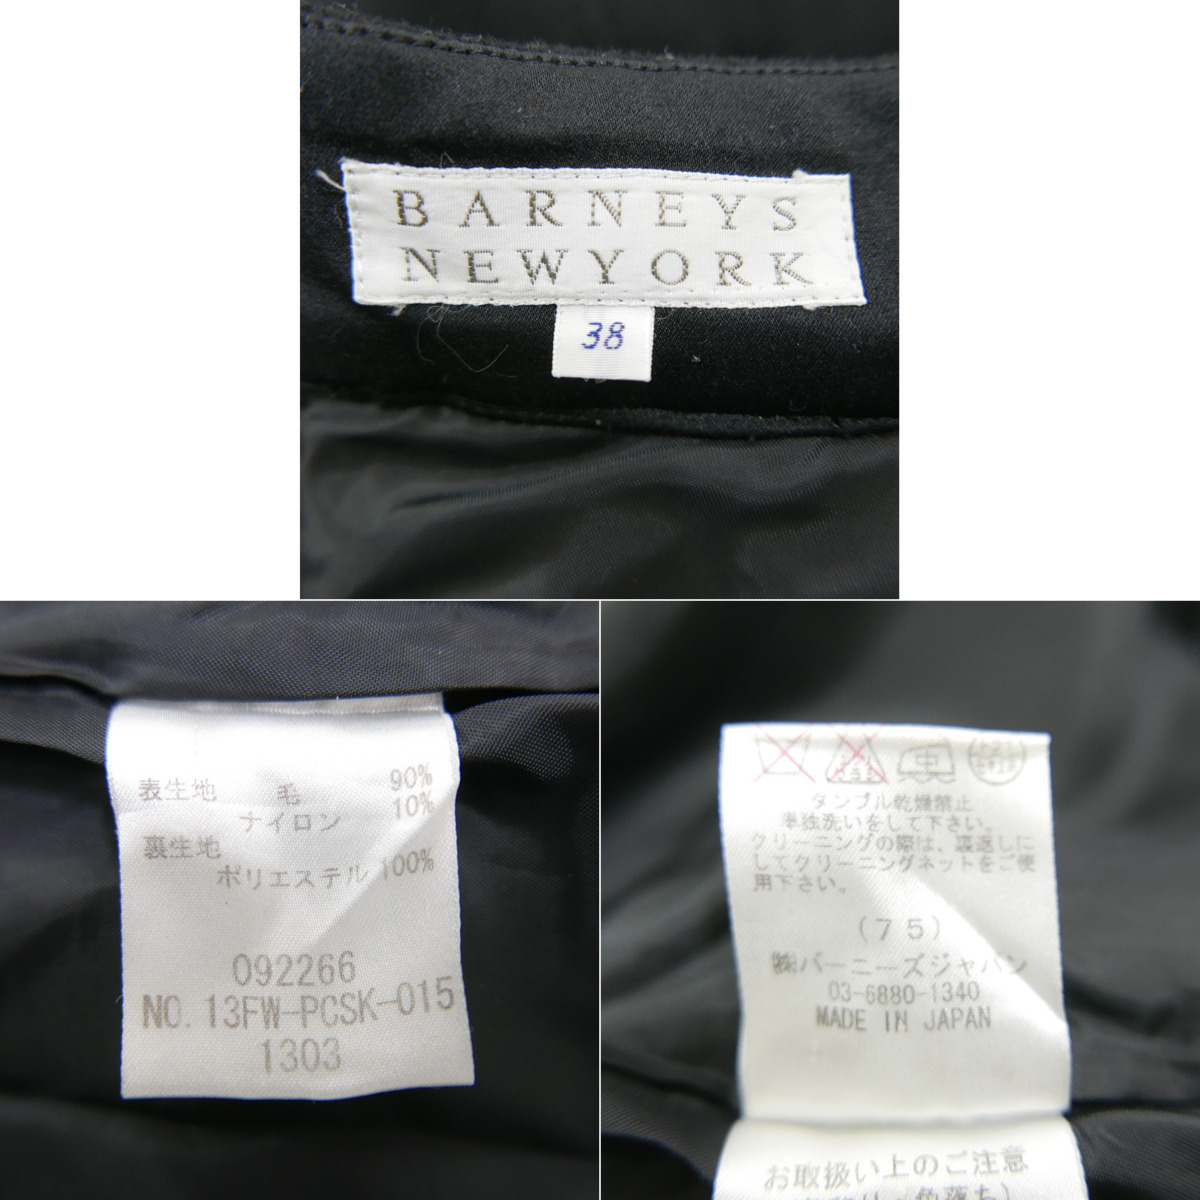 BARNEYS
NEWYORK
38
表生地 毛 90%
ナイロン 10%
裏生地
ポリエステル 100%
092266
NO.13FW-PCSK-015
1303
タンブル乾燥禁止
単独洗いをして下さい。
クリーニングの際は、裏返しに
してクリーニングネットをご使
用下さい。
(75)
㈱バーニーズジャパン
03-6880-1340
MADE IN JAPAN
お取扱い上のご注意